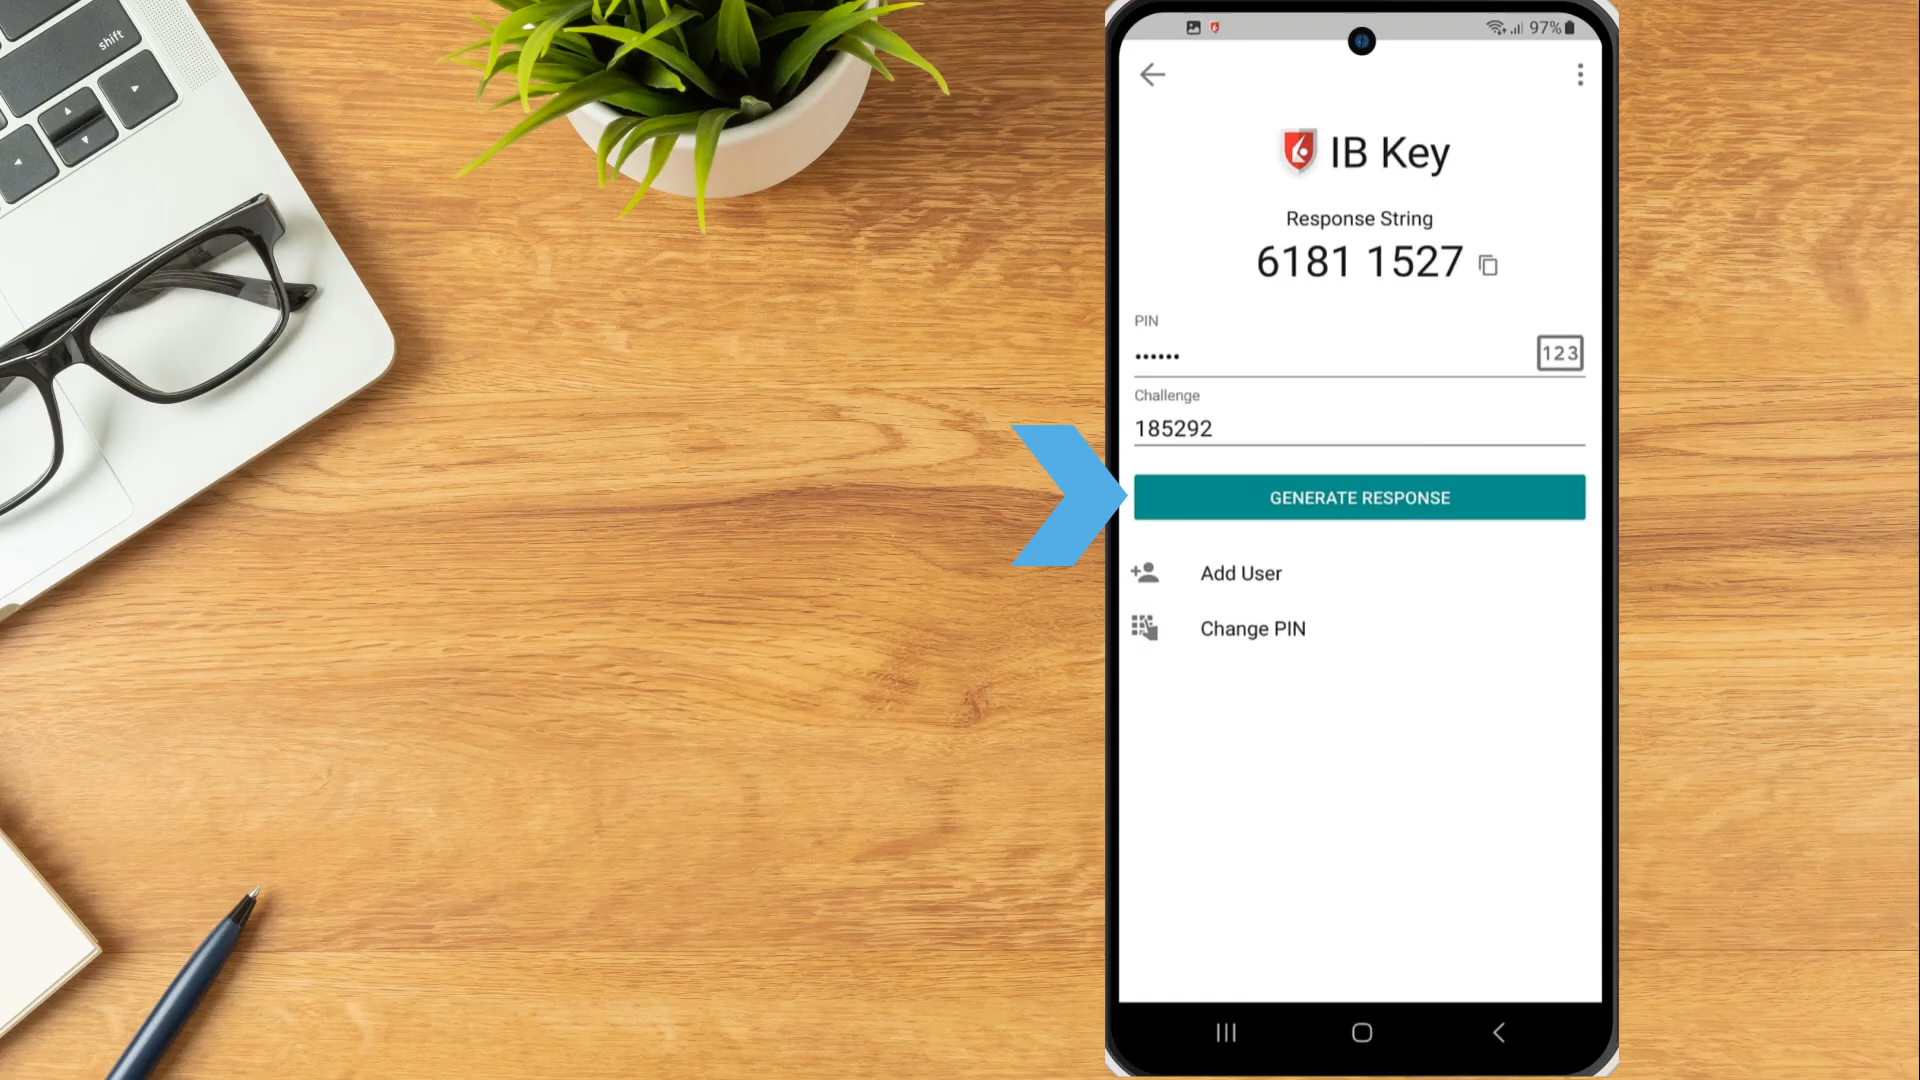 shift
97%
IB Key
Response String
6181 1527
PIN
••••••
123
Challenge
185292
GENERATE RESPONSE
Add User
Change PIN